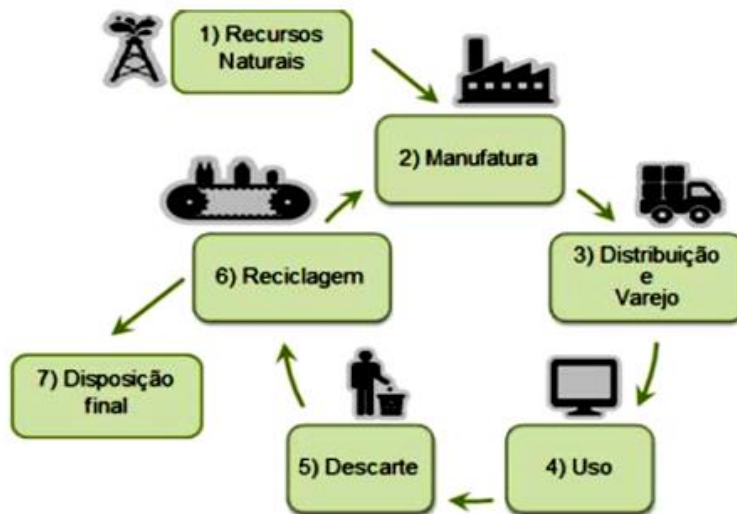 1) Recursos
Naturais
2) Manufatura
3) Distribuição
e
Varejo
4) Uso
5) Descarte
6) Reciclagem
7) Disposição
final